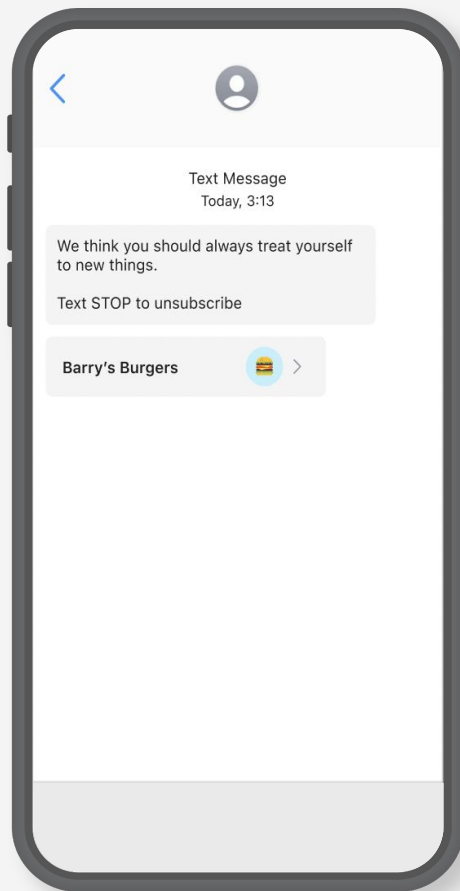 Text Message
Today, 3:13
We think you should always treat yourself
to new things.
Text STOP to unsubscribe
Barry’s Burgers